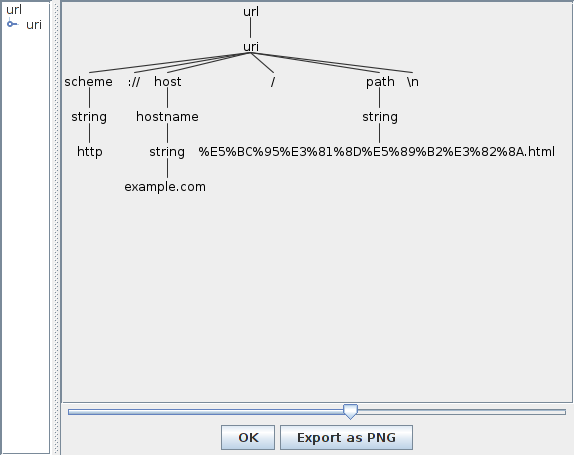 url
uri
url
uri
scheme :// host / path \n
string hostname string
http string %E5%BC%95%E3%81%8D%E5%89%B2%E3%82%8A.html
example.com
OK Export as PNG